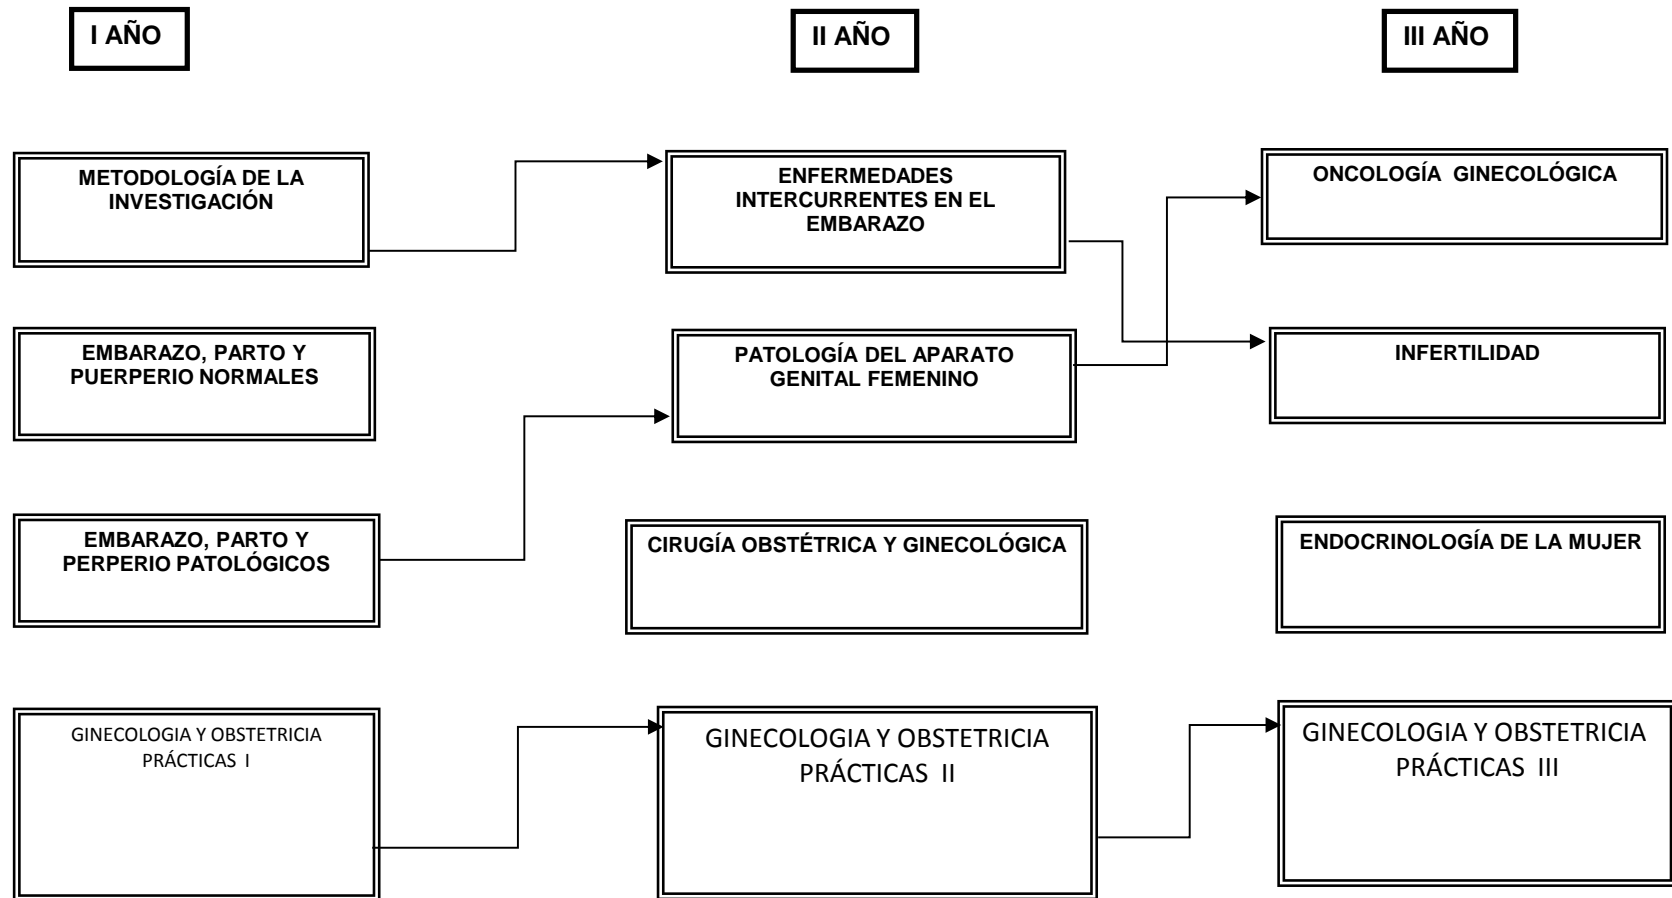 I AÑO
II AÑO
III AÑO
METODOLOGÍA DE LA
INVESTIGACIÓN
ENFERMEDADES
INTERCURRENTES EN EL
EMBARAZO
ONCOLOGÍA GINECOLÓGICA
EMBARAZO, PARTO Y
PUERPERIO NORMALES
PATOLOGÍA DEL APARATO
GENITAL FEMENINO
INFERTILIDAD
EMBARAZO, PARTO Y
PERPERIO PATOLÓGICOS
CIRUGÍA OBSTÉTRICA Y GINECOLÓGICA
ENDOCRINOLOGÍA DE LA MUJER
GINECOLOGIA Y OBSTETRICIA
PRÁCTICAS I
GINECOLOGIA Y OBSTETRICIA
PRÁCTICAS II
GINECOLOGIA Y OBSTETRICIA
PRÁCTICAS III